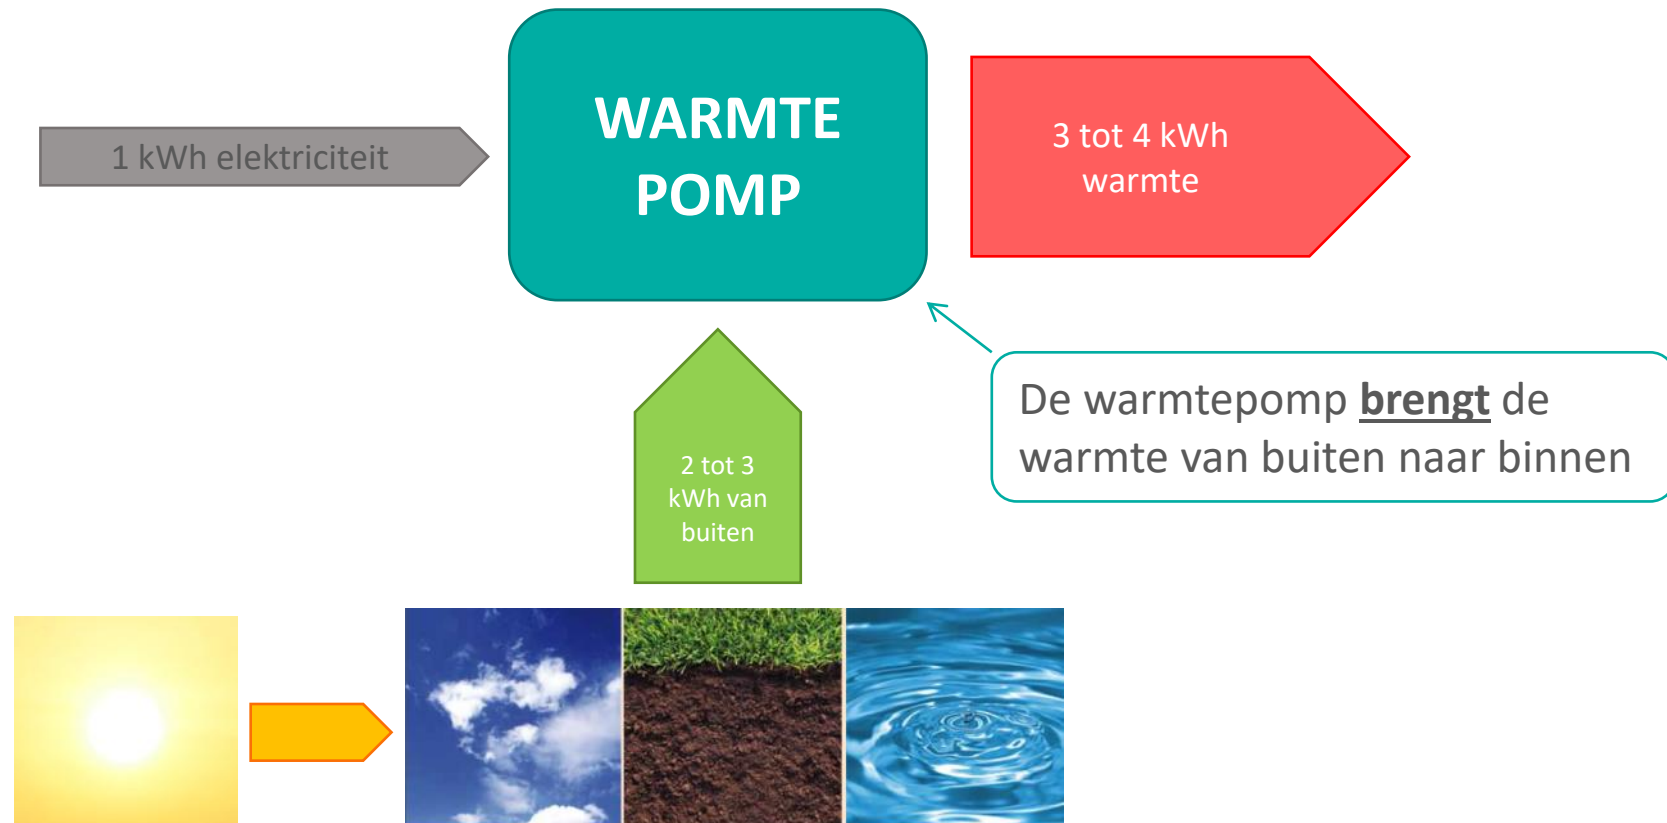 WARMTE
POMP
1 kWh elektriciteit
3 tot 4 kWh
warmte
De warmtepomp brengt de
warmte van buiten naar binnen
2 tot 3
kWh van
buiten